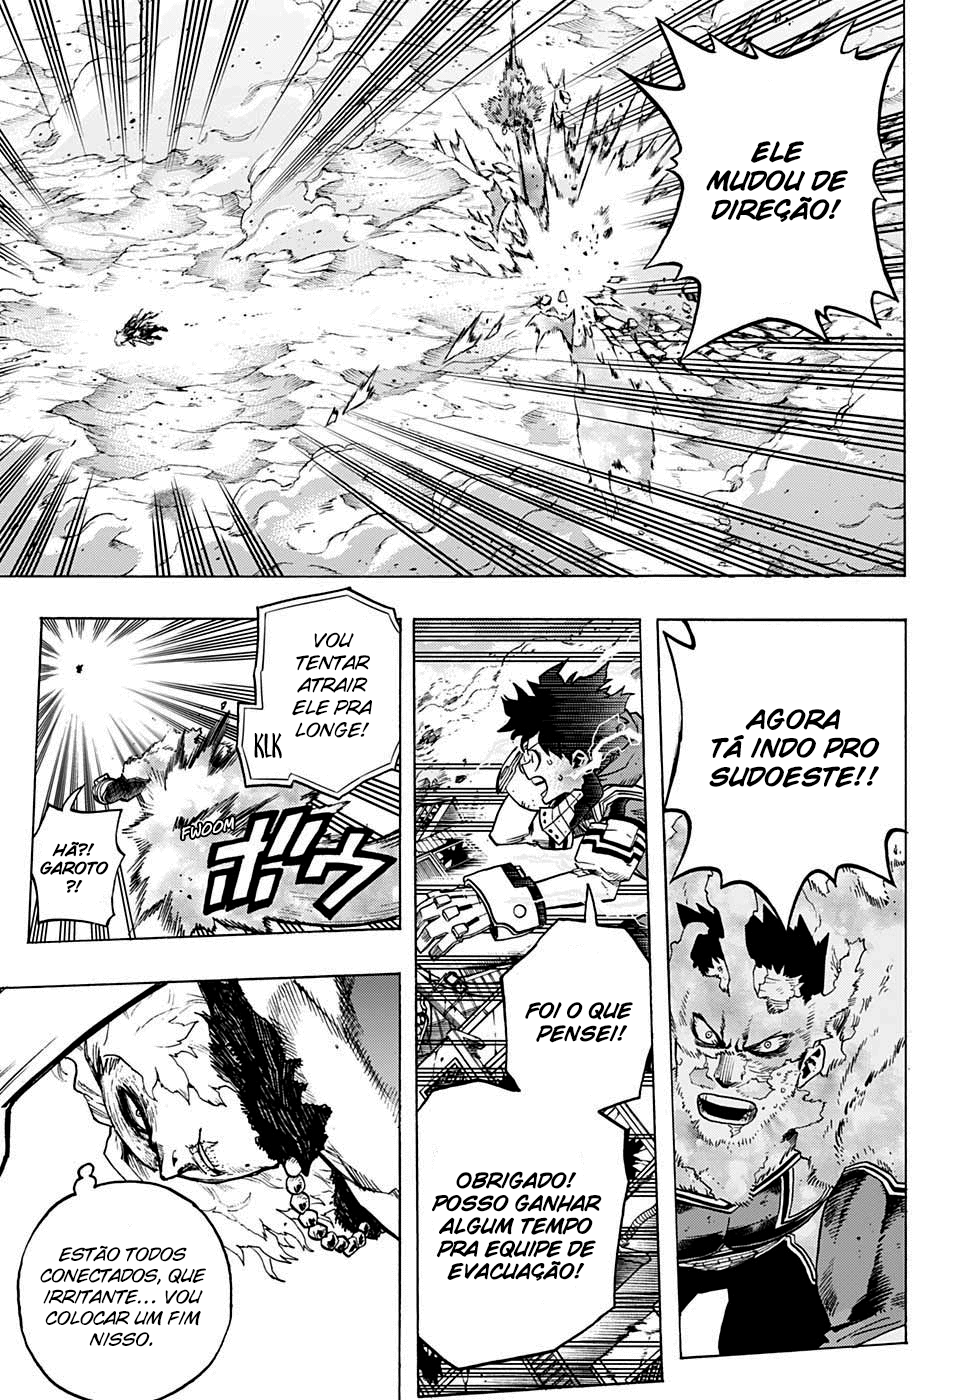 ELE
MUDOU DE
DIREÇÃO!
AGORA
TÁ INDO PRO
SUDOESTE!!
FOI O QUE
PENSEI!
OBRIGADO!
POSSO GANHAR
ALGUM TEMPO
PRA EQUIPE DE
EVACUAÇÃO!
VOU
TENTAR
ATRAIR
ELE PRA
LONGE!
KLK
FWOOM
ボウ
HÃ?!
GAROTO
?!
ESTÃO TODOS
CONECTADOS, QUE
IRRITANTE... VOU
COLOCAR UM FIM
NISSO.